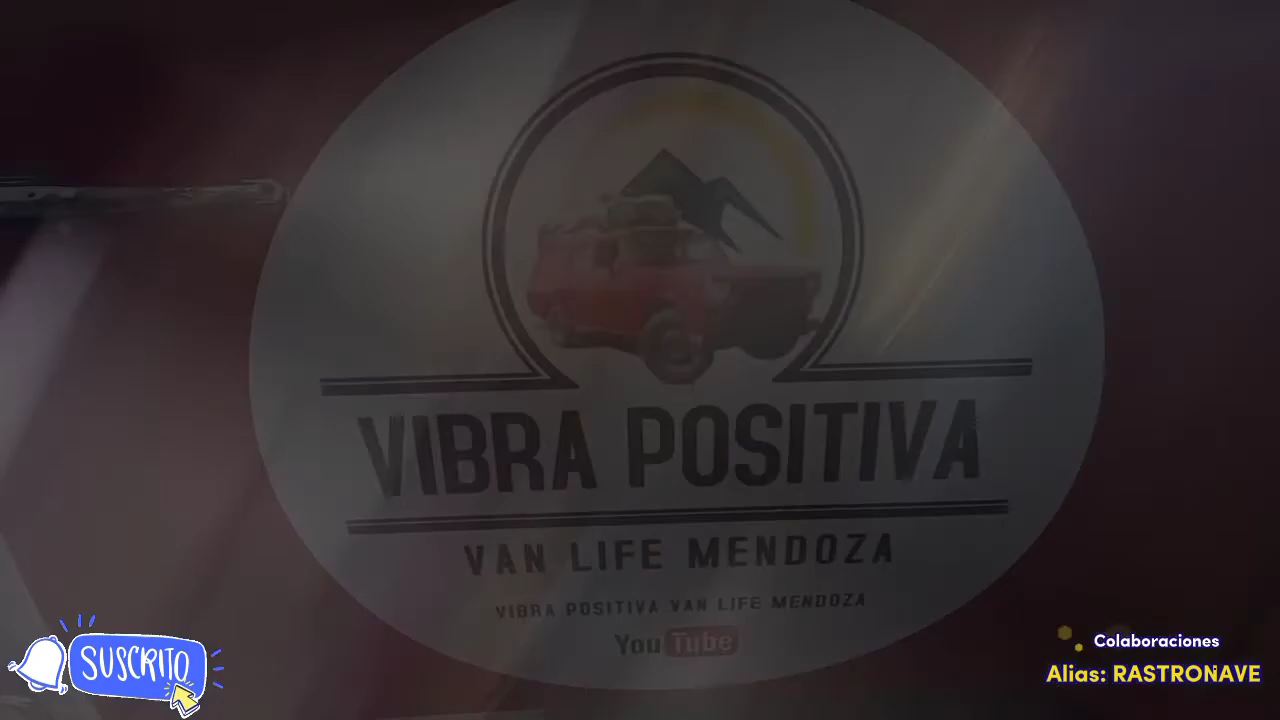 VIBRA POSITIVA
VAN LIFE MENDOZA
VIBRA POSITIVA VAN LIFE MENDOZA
YouTube
SUSCRITO
Colaboraciones
Alias: RASTRONAVE